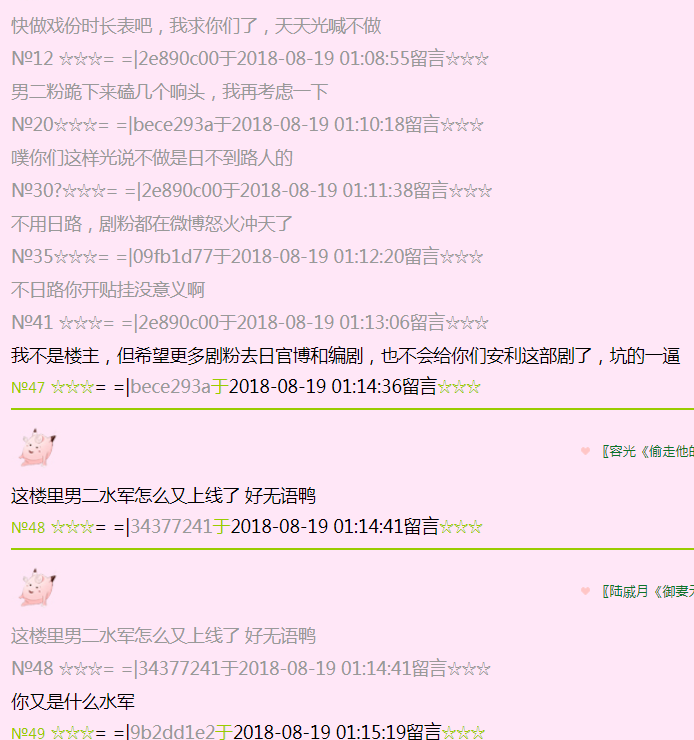 快做戏份时长表吧，我求你们了，天天光喊不做
№12 ☆☆☆= =|2e890c00于2018-08-19 01:08:55留言☆☆☆
男二粉跪下来磕几个响头，我再考虑一下
№20☆☆☆= =|bece293a于2018-08-19 01:10:18留言☆☆☆
噗你们这样光说不做是日不到路人的
№30?☆☆☆= =|2e890c00于2018-08-19 01:11:38留言☆☆☆
不用日路，剧粉都在微博怒火冲天了
№35☆☆☆= =|09fb1d77于2018-08-19 01:12:20留言☆☆☆
不日路你开贴挂没意义啊
№41 ☆☆☆= =|2e890c00于2018-08-19 01:13:06留言☆☆☆
我不是楼主，但希望更多剧粉去日官博和编剧，也不会给你们安利这部剧了，坑的一逼
№47 ☆☆☆= =|bece293a于2018-08-19 01:14:36留言☆☆☆
❤ 〖容光《偷走他的
这楼里男二水军怎么又上线了 好无语鸭
№48 ☆☆☆= =|34377241于2018-08-19 01:14:41留言☆☆☆
❤ 〖陆戚月《御妻
这楼里男二水军怎么又上线了 好无语鸭
№48 ☆☆☆= =|34377241于2018-08-19 01:14:41留言☆☆☆
你又是什么水军
№49 ☆☆☆= =|9b2dd1e2于2018-08-19 01:15:19留言☆☆☆